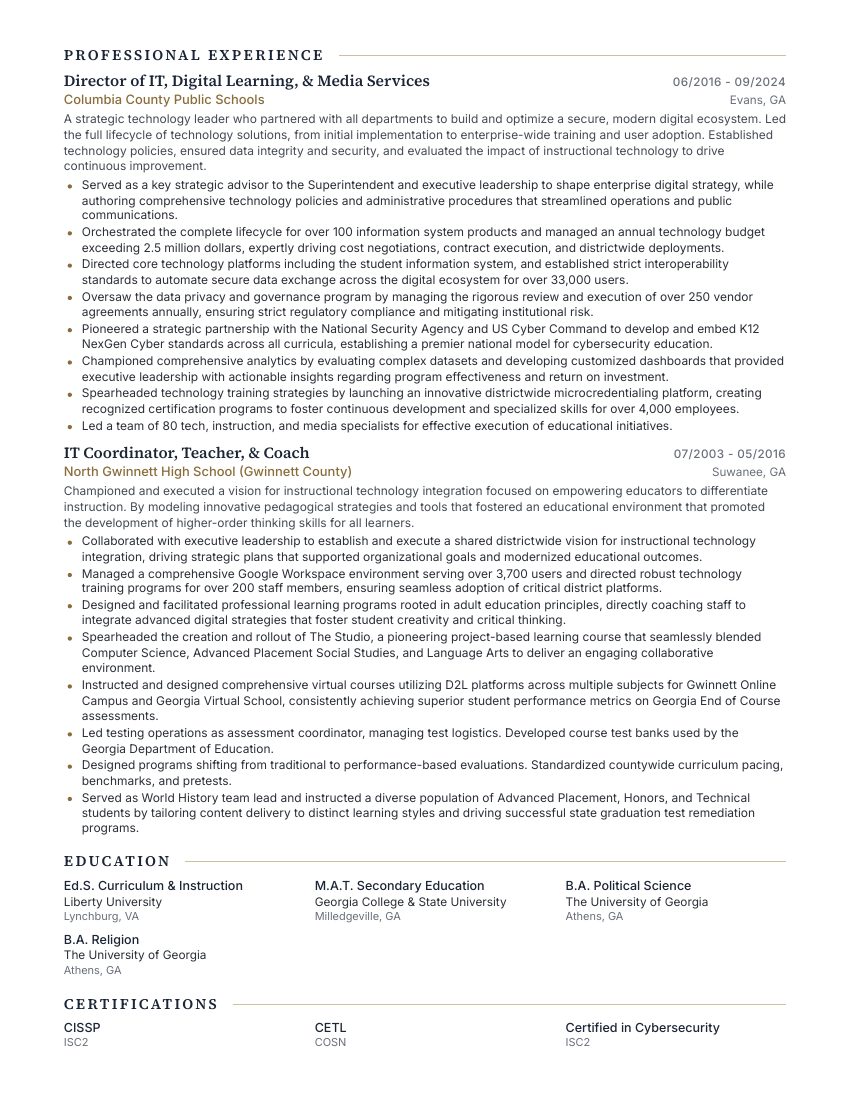 PROFESSIONAL EXPERIENCE
Director of IT, Digital Learning, & Media Services 06/2016 - 09/2024
Columbia County Public Schools Evans, GA
A strategic technology leader who partnered with all departments to build and optimize a secure, modern digital ecosystem. Led
the full lifecycle of technology solutions, from initial implementation to enterprise-wide training and user adoption. Established
technology policies, ensured data integrity and security, and evaluated the impact of instructional technology to drive
continuous improvement.
• Served as a key strategic advisor to the Superintendent and executive leadership to shape enterprise digital strategy, while
authoring comprehensive technology policies and administrative procedures that streamlined operations and public
communications.
• Orchestrated the complete lifecycle for over 100 information system products and managed an annual technology budget
exceeding 2.5 million dollars, expertly driving cost negotiations, contract execution, and districtwide deployments.
• Directed core technology platforms including the student information system, and established strict interoperability
standards to automate secure data exchange across the digital ecosystem for over 33,000 users.
• Oversaw the data privacy and governance program by managing the rigorous review and execution of over 250 vendor
agreements annually, ensuring strict regulatory compliance and mitigating institutional risk.
• Pioneered a strategic partnership with the National Security Agency and US Cyber Command to develop and embed K12
NexGen Cyber standards across all curricula, establishing a premier national model for cybersecurity education.
• Championed comprehensive analytics by evaluating complex datasets and developing customized dashboards that provided
executive leadership with actionable insights regarding program effectiveness and return on investment.
• Spearheaded technology training strategies by launching an innovative districtwide microcredentialing platform, creating
recognized certification programs to foster continuous development and specialized skills for over 4,000 employees.
• Led a team of 80 tech, instruction, and media specialists for effective execution of educational initiatives.
IT Coordinator, Teacher, & Coach 07/2003 - 05/2016
North Gwinnett High School (Gwinnett County) Suwanee, GA
Championed and executed a vision for instructional technology integration focused on empowering educators to differentiate
instruction. By modeling innovative pedagogical strategies and tools that fostered an educational environment that promoted
the development of higher-order thinking skills for all learners.
• Collaborated with executive leadership to establish and execute a shared districtwide vision for instructional technology
integration, driving strategic plans that supported organizational goals and modernized educational outcomes.
• Managed a comprehensive Google Workspace environment serving over 3,700 users and directed robust technology
training programs for over 200 staff members, ensuring seamless adoption of critical district platforms.
• Designed and facilitated professional learning programs rooted in adult education principles, directly coaching staff to
integrate advanced digital strategies that foster student creativity and critical thinking.
• Spearheaded the creation and rollout of The Studio, a pioneering project-based learning course that seamlessly blended
Computer Science, Advanced Placement Social Studies, and Language Arts to deliver an engaging collaborative
environment.
• Instructed and designed comprehensive virtual courses utilizing D2L platforms across multiple subjects for Gwinnett Online
Campus and Georgia Virtual School, consistently achieving superior student performance metrics on Georgia End of Course
assessments.
• Led testing operations as assessment coordinator, managing test logistics. Developed course test banks used by the
Georgia Department of Education.
• Designed programs shifting from traditional to performance-based evaluations. Standardized countywide curriculum pacing,
benchmarks, and pretests.
• Served as World History team lead and instructed a diverse population of Advanced Placement, Honors, and Technical
students by tailoring content delivery to distinct learning styles and driving successful state graduation test remediation
programs.
EDUCATION
Ed.S. Curriculum & Instruction
Liberty University
Lynchburg, VA
M.A.T. Secondary Education
Georgia College & State University
Milledgeville, GA
B.A. Political Science
The University of Georgia
Athens, GA
B.A. Religion
The University of Georgia
Athens, GA
CERTIFICATIONS
CISSP
ISC2
CETL
COSN
Certified in Cybersecurity
ISC2